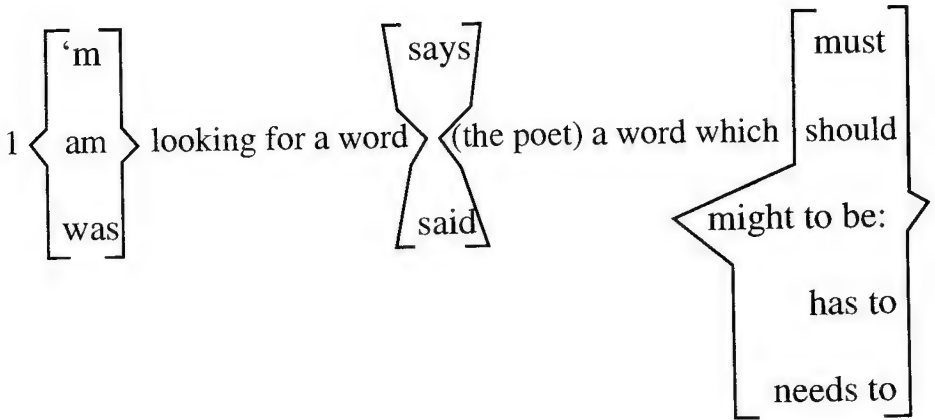 'm says must
1 am looking for a word (the poet) a word which should
was said might to be:
has to
needs to